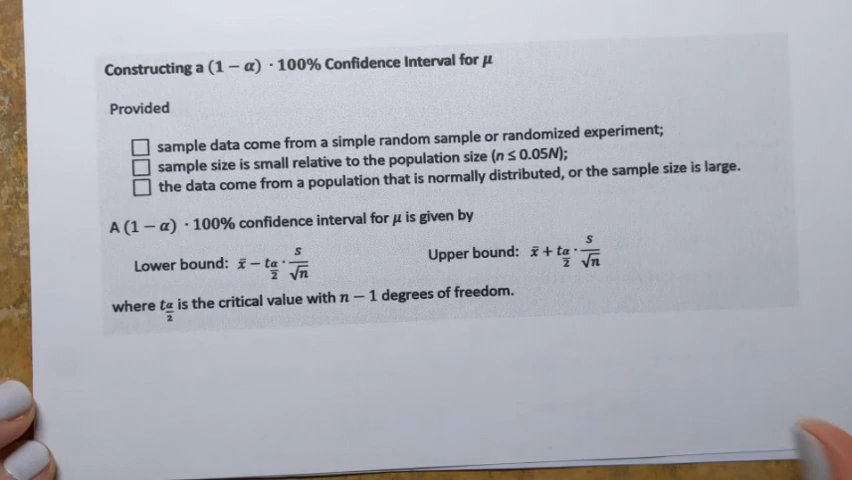 Constructing a (1 − α) · 100% Confidence Interval for μ
Provided
sample data come from a simple random sample or randomized experiment;
sample size is small relative to the population size (n ≤ 0.05N);
the data come from a population that is normally distributed, or the sample size is large.
A (1 − α) · 100% confidence interval for μ is given by
Lower bound: x̄ − t_{α/2} · s/√n Upper bound: x̄ + t_{α/2} · s/√n
where t_{α/2} is the critical value with n − 1 degrees of freedom.